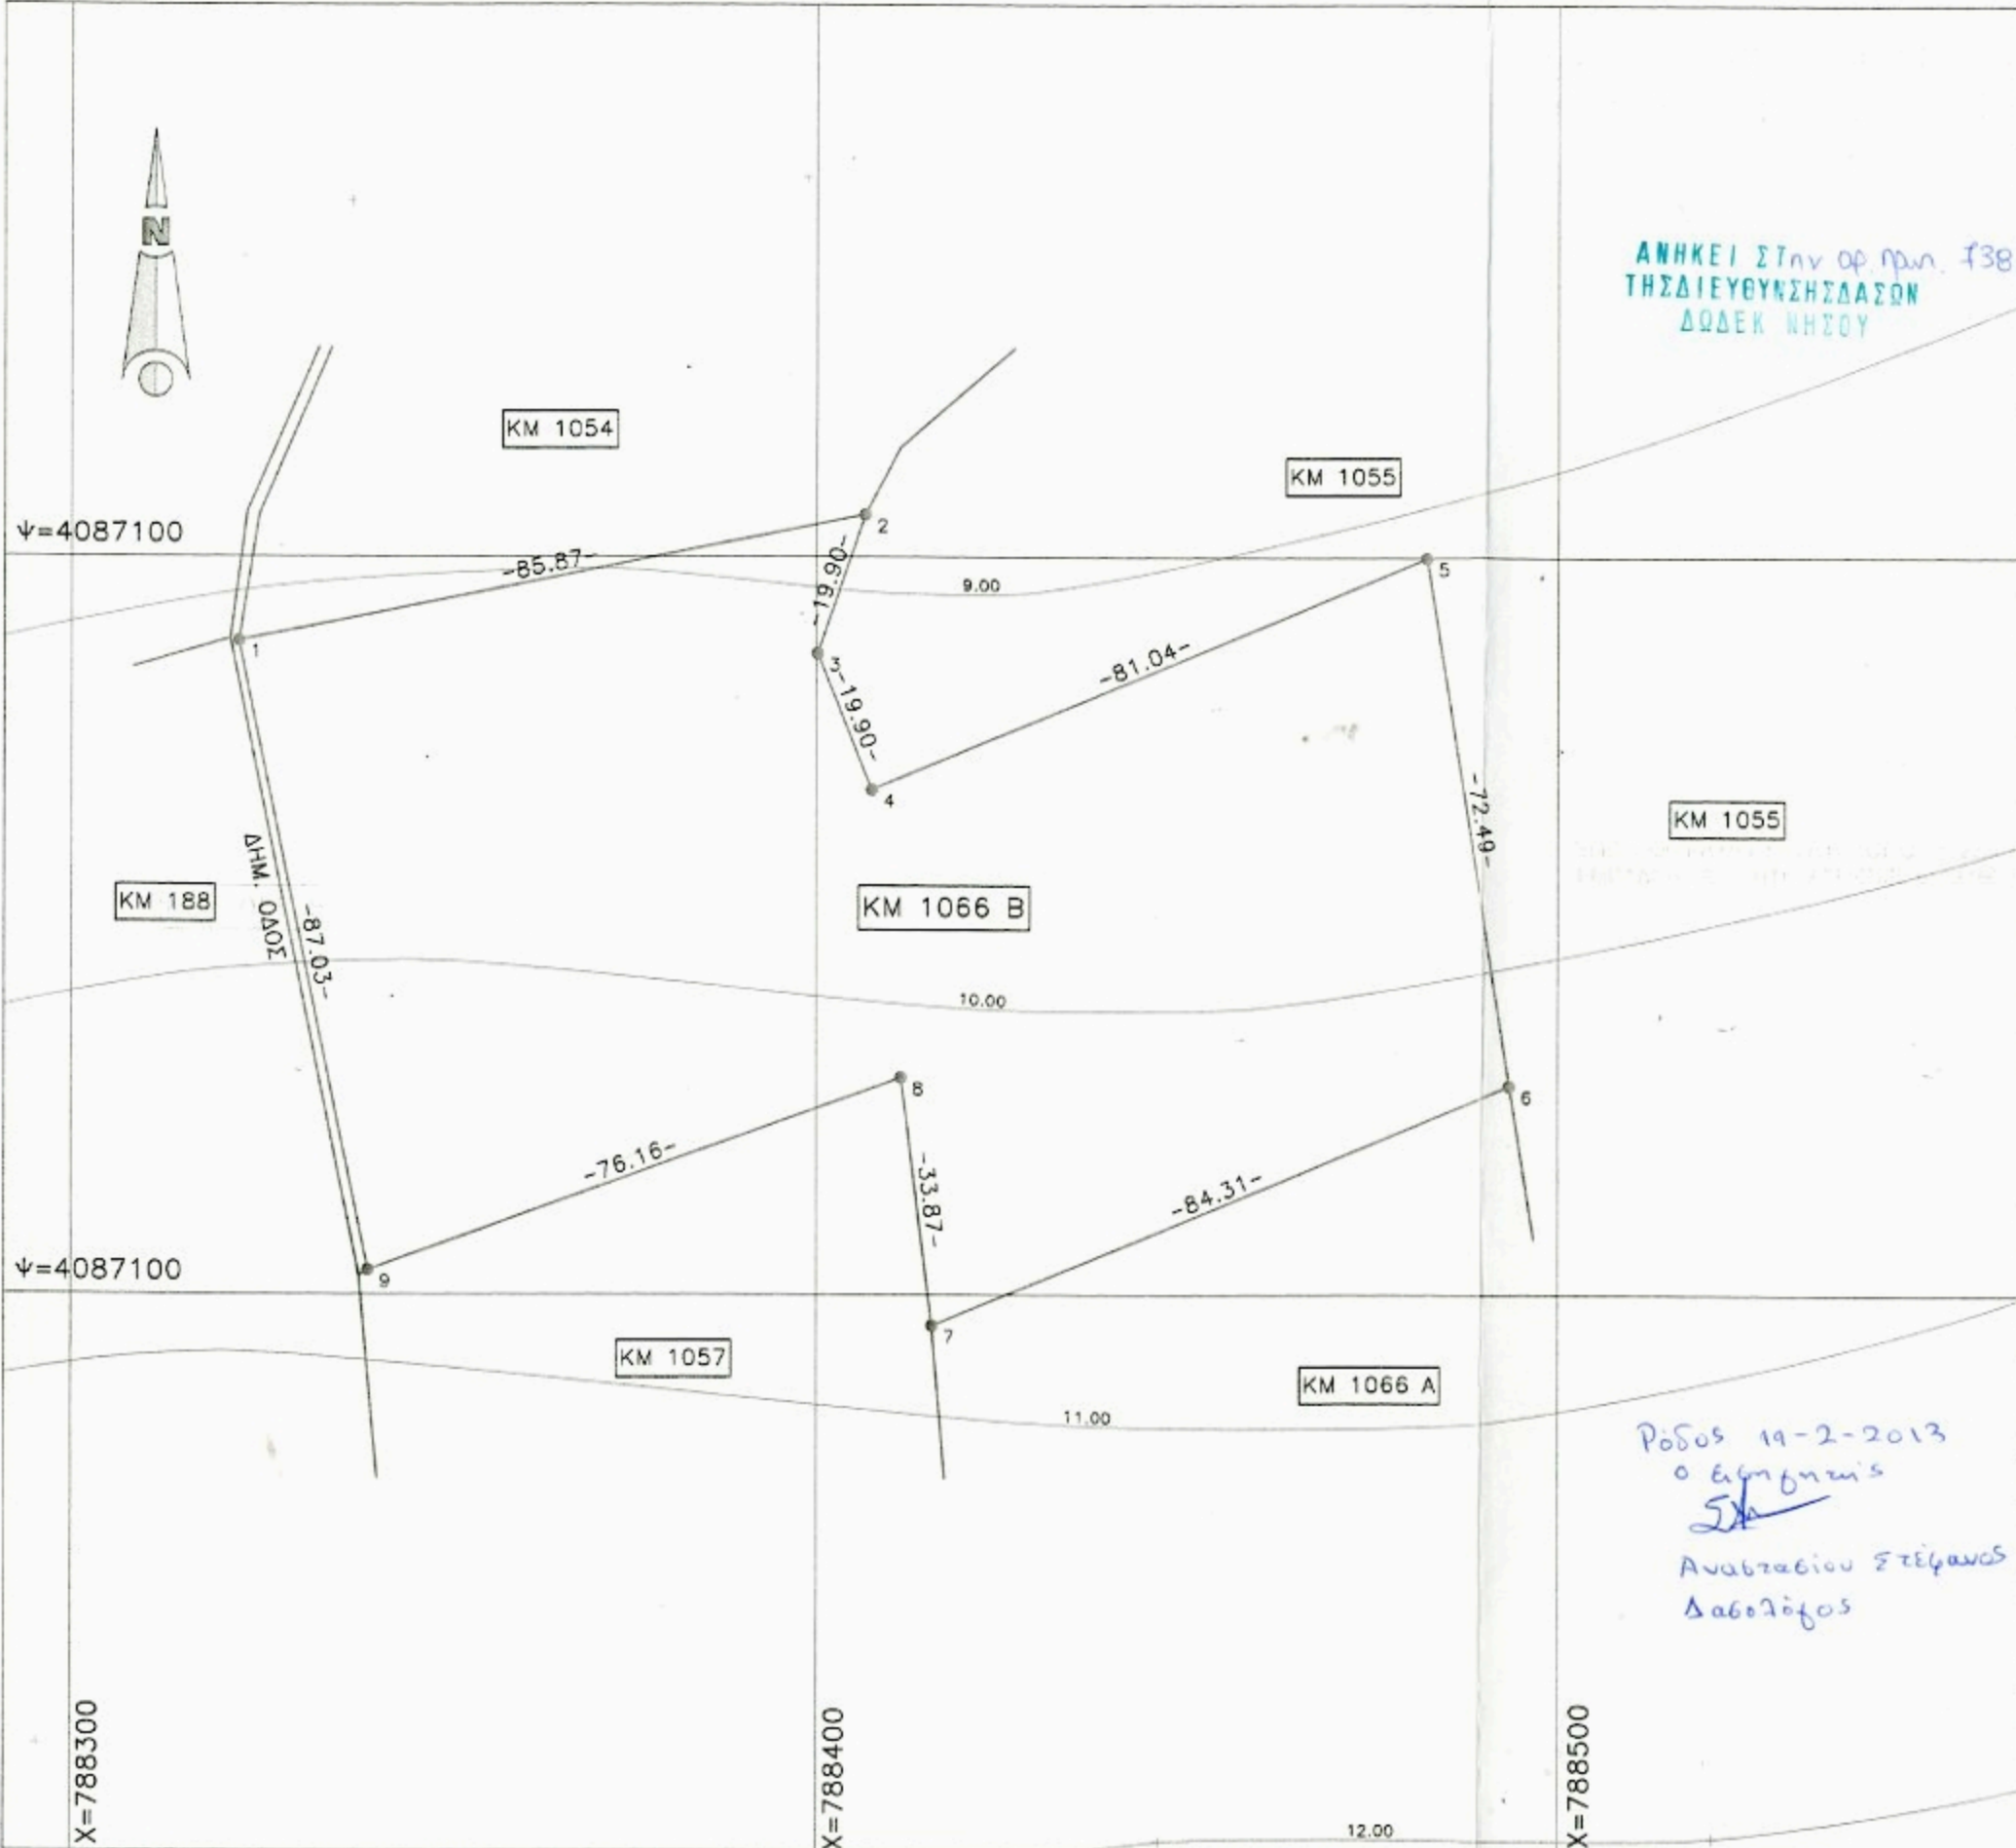 N
ΑΝΗΚΕΙ ΣΤην αρ. πρωτ. 738
ΤΗΣΔΙΕΥΘΥΝΣΗΣΔΑΣΩΝ
ΔΩΔΕΚ ΝΗΣΟΥ
KM 1054
KM 1055
Ψ=4087100
2
-85.87-
-19.90-
9.00
5
1
3
-19.90-
-81.04-
4
-72.49-
KM 1055
ΔΗΜ. ΟΔΟΣ
KM 188
-87.03-
KM 1066 B
10.00
8
6
-76.16-
-33.87-
-84.31-
Ψ=4087100
9
7
KM 1057
KM 1066 A
11.00
Ρόδος 19-2-2013
ο εισηγητής
Αναστασίου Στέφανος
Δασολόγος
X=788300
X=788400
X=788500
12.00